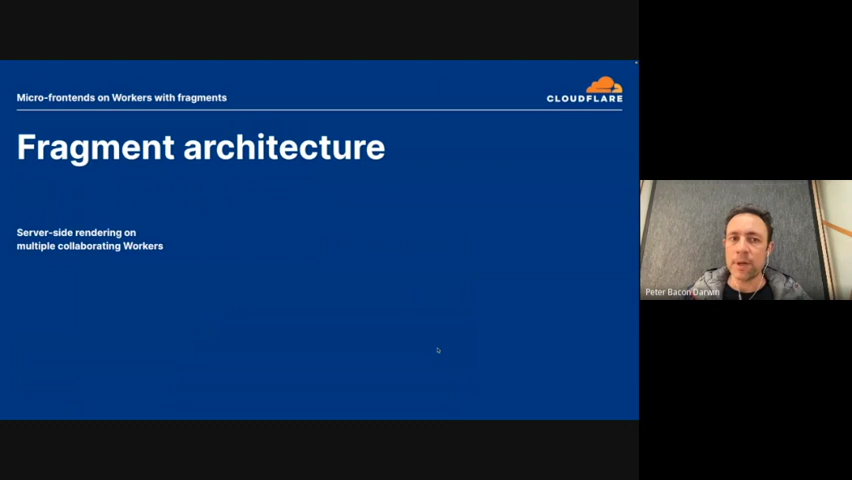 Micro-frontends on Workers with fragments
CLOUDFLARE
Fragment architecture
Server-side rendering on
multiple collaborating Workers
Peter Bacon Darwin